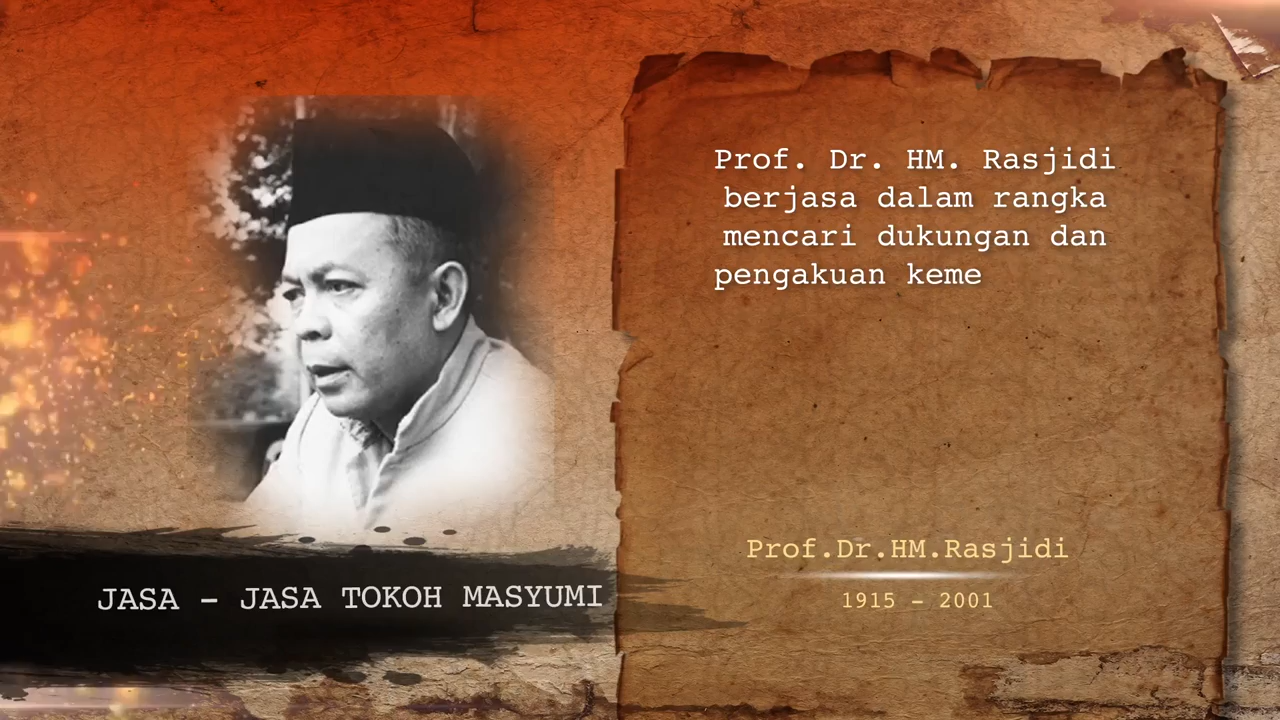 Prof. Dr. HM. Rasjidi
berjasa dalam rangka
mencari dukungan dan
pengakuan keme
Prof.Dr.HM.Rasjidi
1915 - 2001
JASA - JASA TOKOH MASYUMI